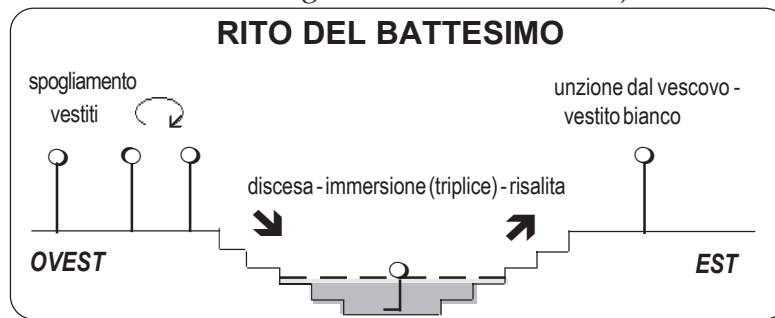 RITO DEL BATTESIMO
spogliamento
vestiti
unzione dal vescovo -
vestito bianco
discesa - immersione (triplice) - risalita
OVEST
EST